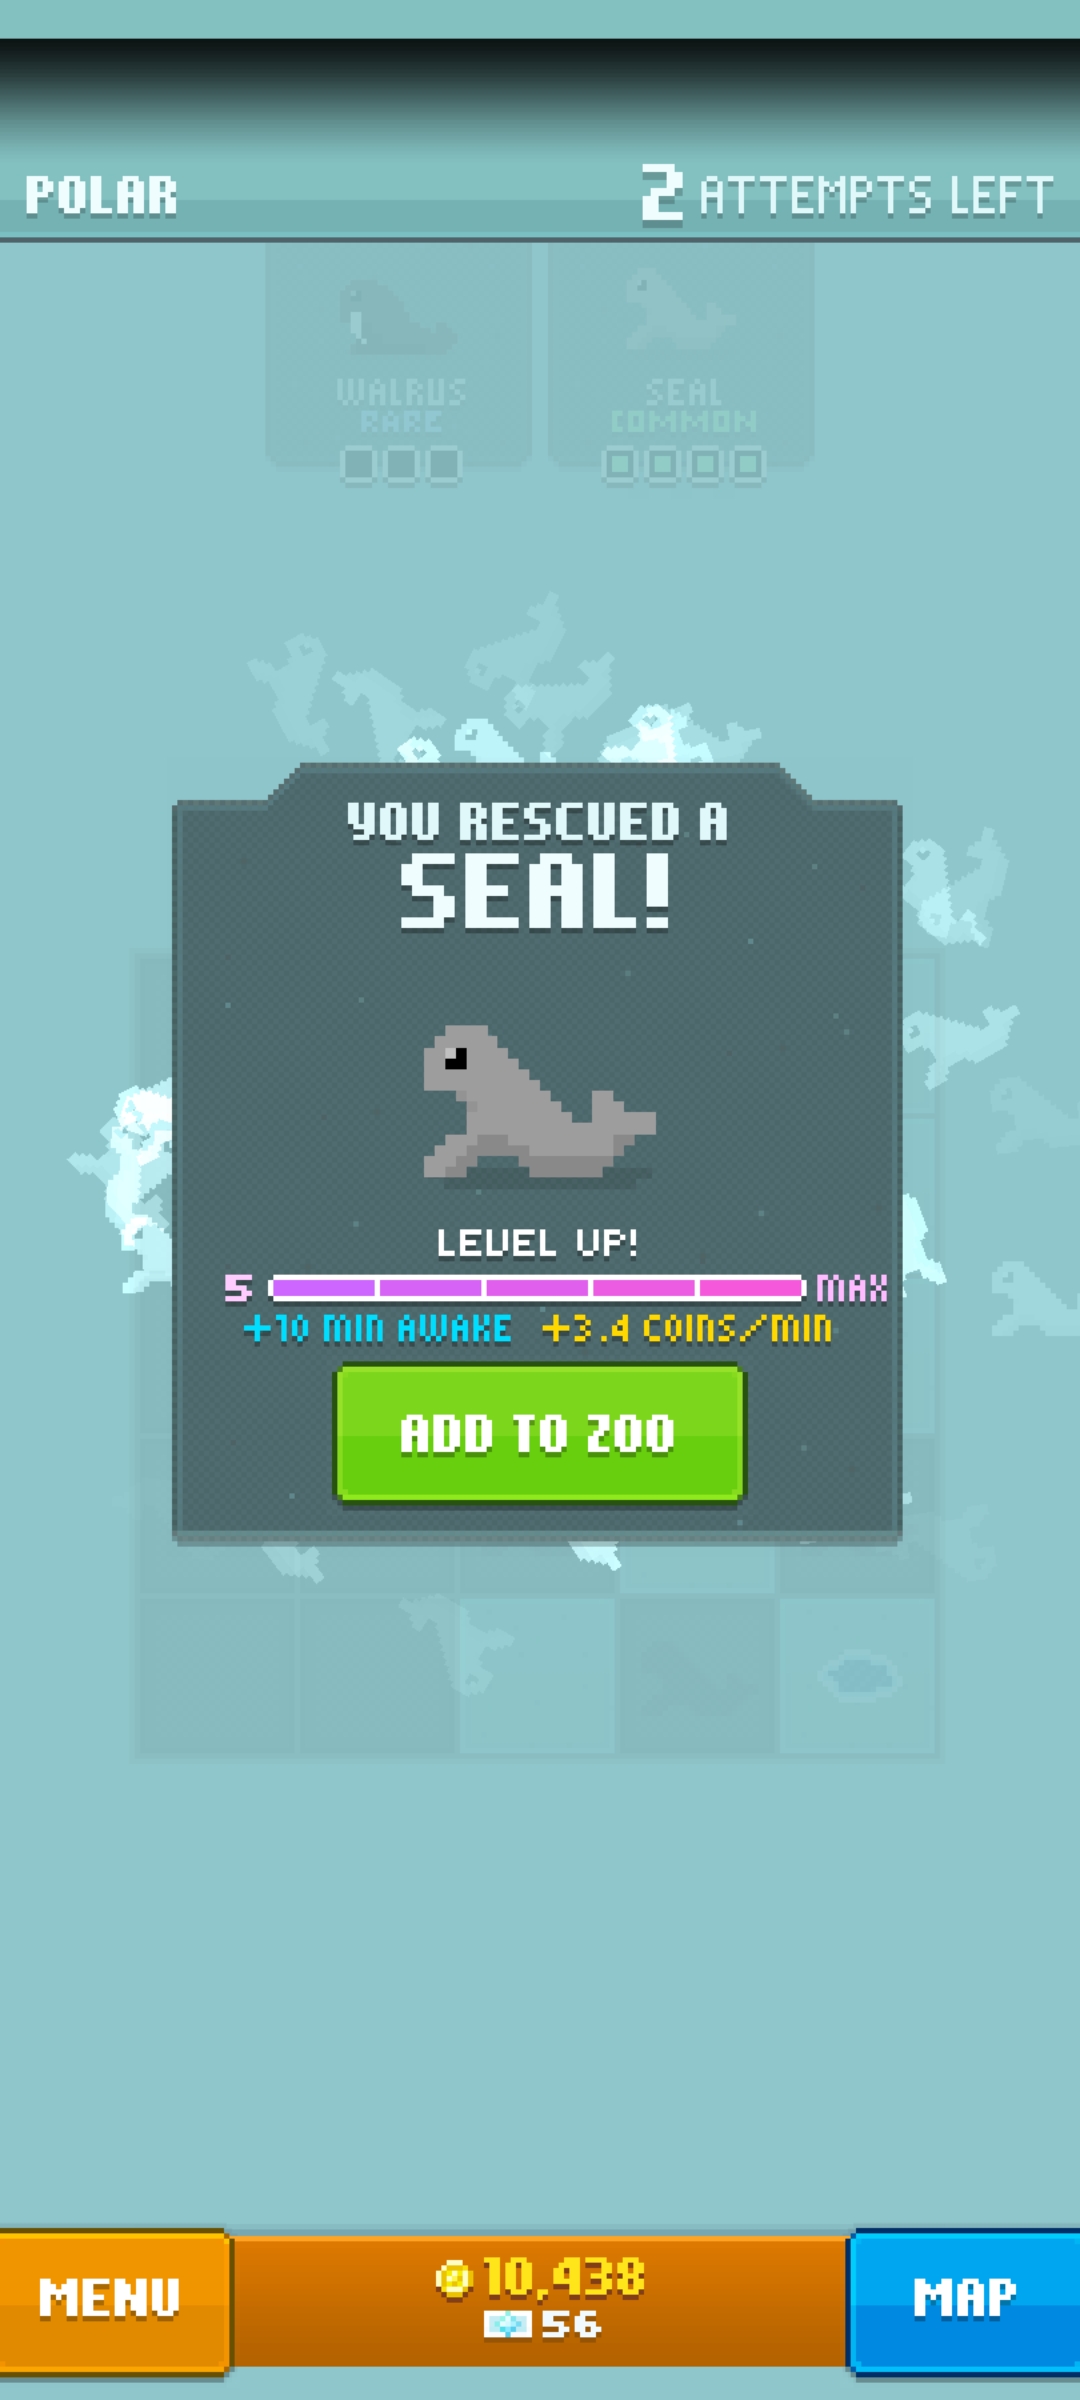 POLAR
2 ATTEMPTS LEFT
WALRUS
RARE
SEAL
COMMON
YOU RESCUED A
SEAL!
LEVEL UP!
5 MAX
+10 MIN AWAKE +3.4 COINS/MIN
ADD TO ZOO
MENU
10,438
56
MAP